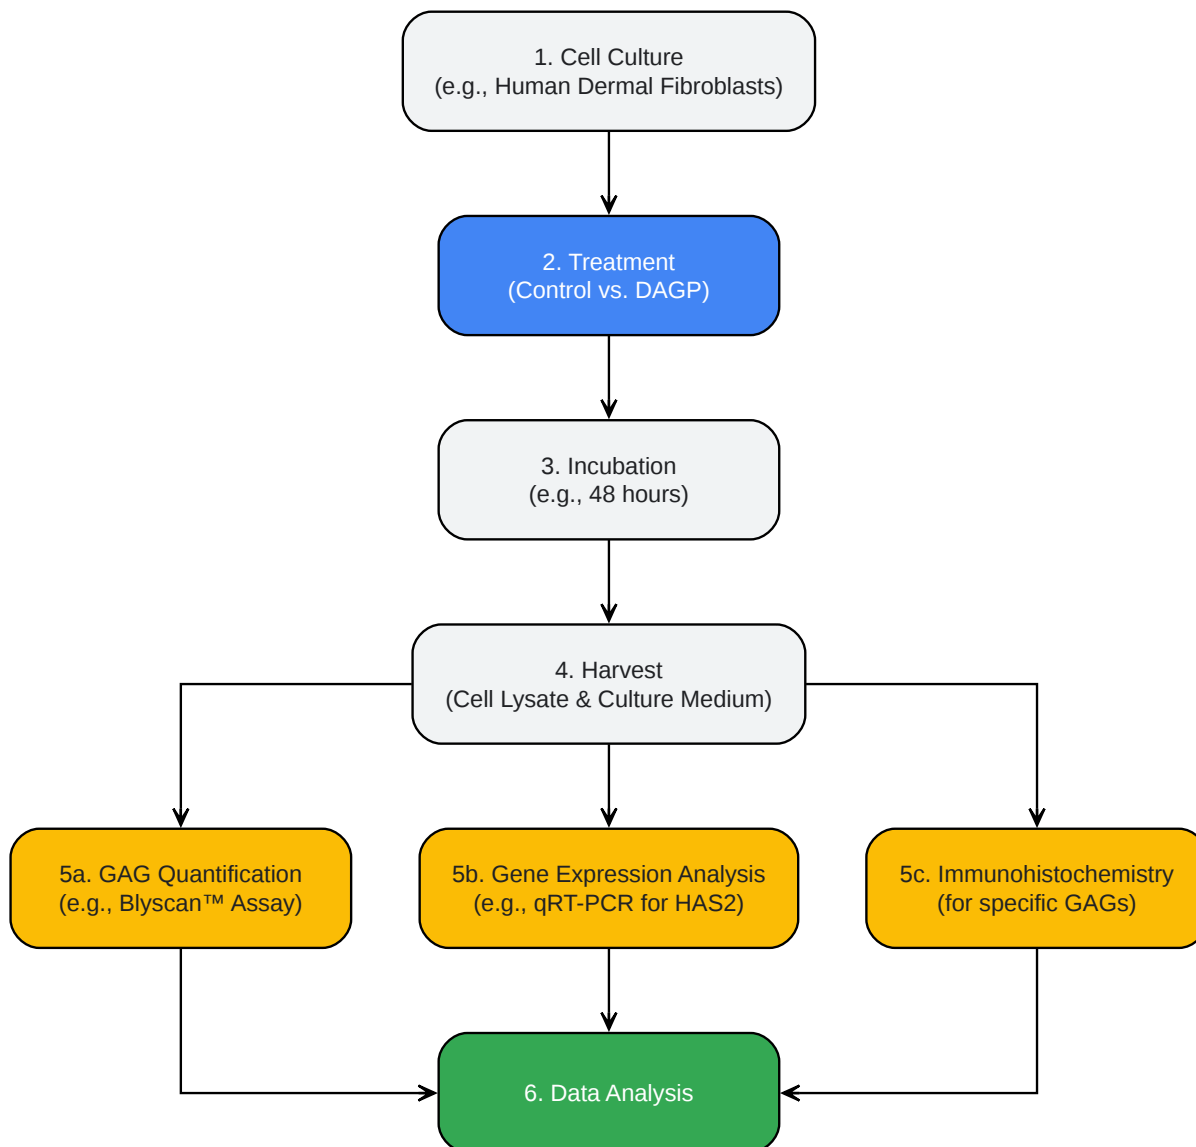 1. Cell Culture
(e.g., Human Dermal Fibroblasts)
2. Treatment
(Control vs. DAGP)
3. Incubation
(e.g., 48 hours)
4. Harvest
(Cell Lysate & Culture Medium)
5a. GAG Quantification
(e.g., Blyscan™ Assay)
5b. Gene Expression Analysis
(e.g., qRT-PCR for HAS2)
5c. Immunohistochemistry
(for specific GAGs)
6. Data Analysis